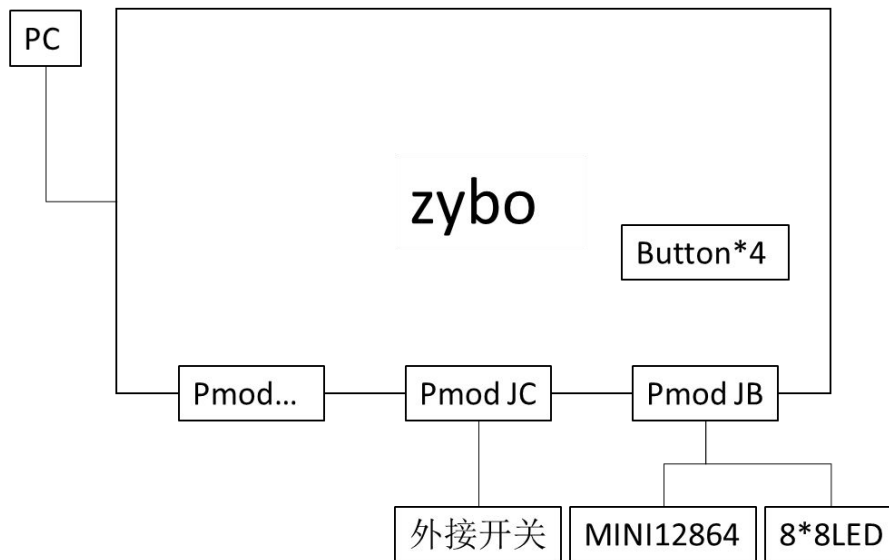 PC
zybo
Button*4
Pmod...
Pmod JC
Pmod JB
外接开关
MINI12864
8*8LED